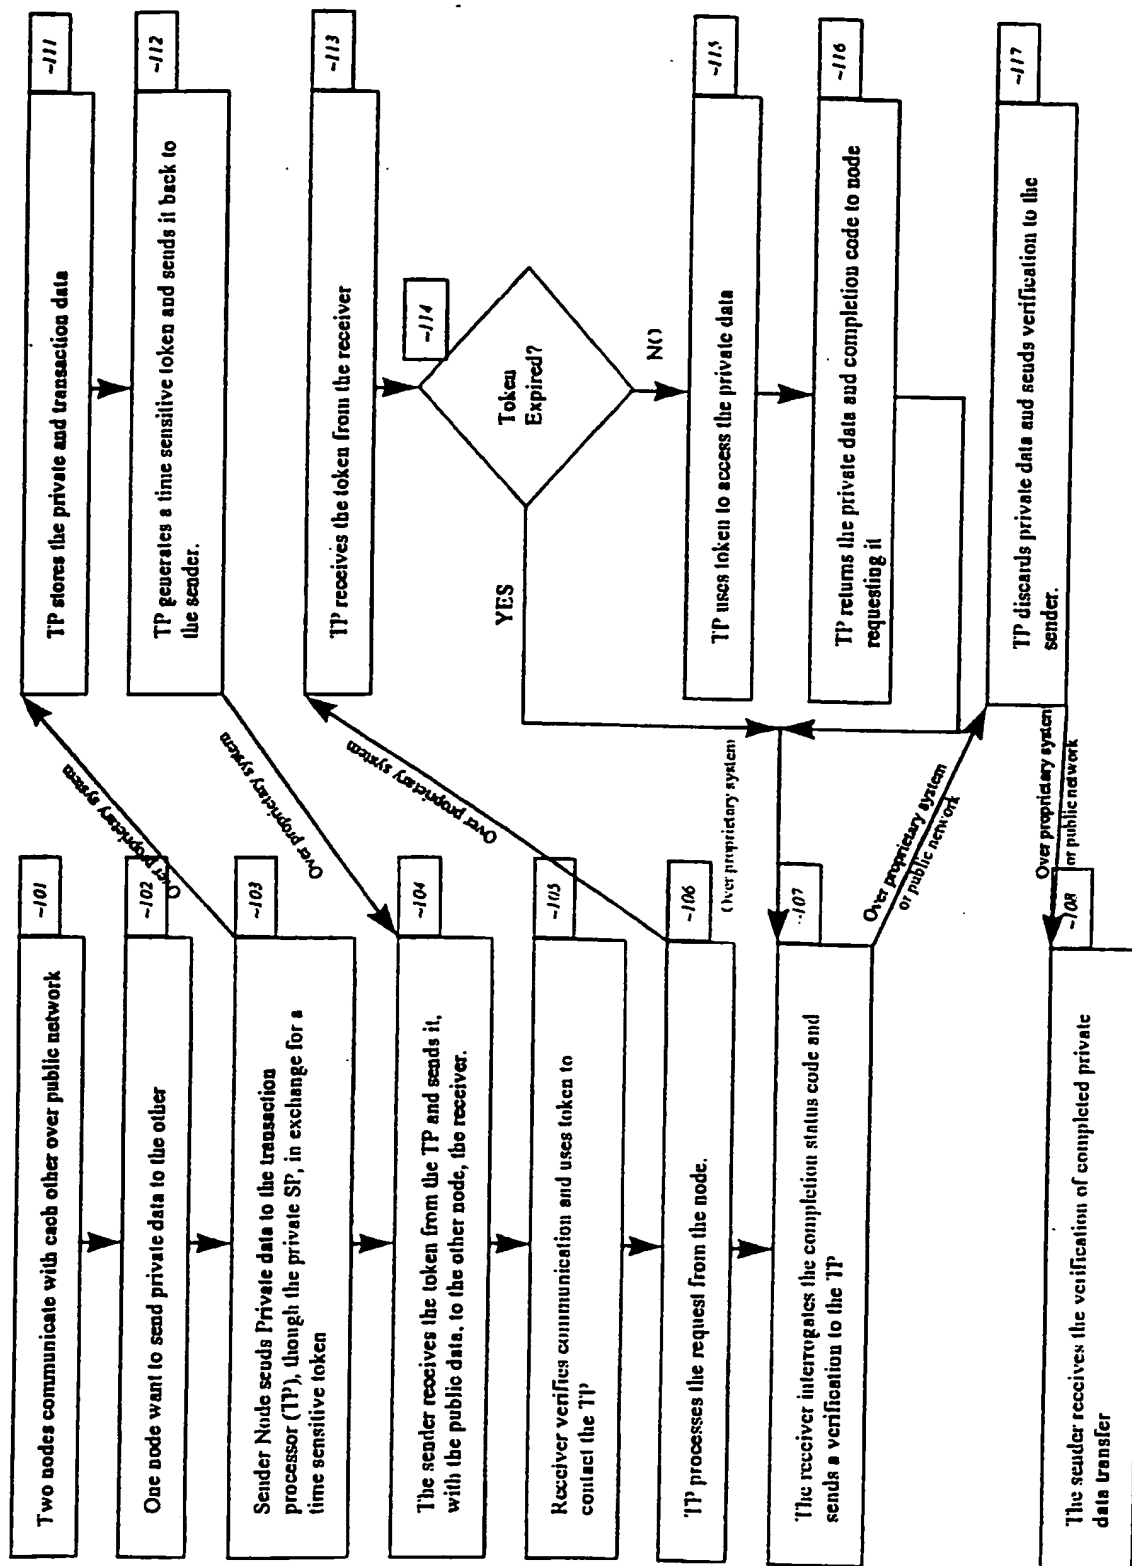 ~101
Two nodes communicate with each other over public network
~102
One node want to send private data to the other
~103
Sender Node sends Private data to the transaction
processor (TP), though the private SP, in exchange for a
time sensitive token
~104
The sender receives the token from the TP and sends it,
with the public data, to the other node, the receiver.
~105
Receiver verifies communication and uses token to
contact the TP
~106
TP processes the request from the node.
~107
The receiver interrogates the completion status code and
sends a verification to the TP
~108
The sender receives the verification of completed private
data transfer
Over proprietary system
Over proprietary system
Over proprietary system
Over proprietary system
Over proprietary system
or public network
Over proprietary system
or public network
~111
TP stores the private and transaction data
~112
TP generates a time sensitive token and sends it back to
the sender.
~113
TP receives the token from the receiver
~114
Token
Expired?
YES
NO
~115
TP uses token to access the private data
~116
TP returns the private data and completion code to node
requesting it
~117
TP discards private data and sends verification to the
sender.